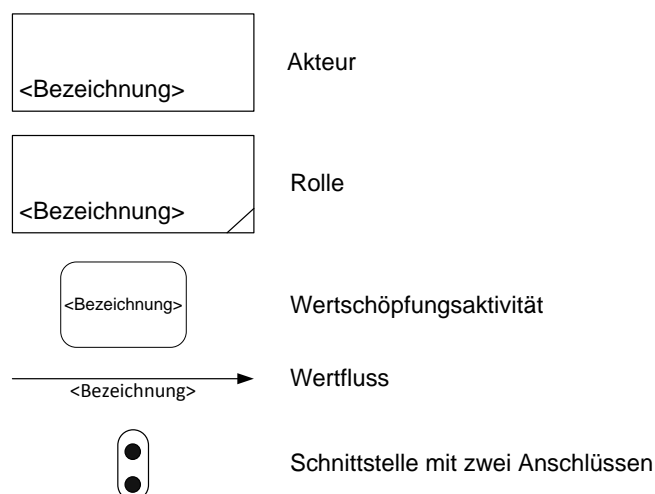 <Bezeichnung>
Akteur
<Bezeichnung>
Rolle
<Bezeichnung>
Wertschöpfungsaktivität
<Bezeichnung>
Wertfluss
Schnittstelle mit zwei Anschlüssen